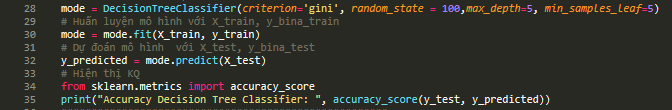 28 mode = DecisionTreeClassifier(criterion='gini', random_state = 100,max_depth=5, min_samples_leaf=5)
29 # Huấn luyện mô hình với X_train, y_bina_train
30 mode = mode.fit(X_train, y_train)
31 # Dự đoán mô hình  với X_test, y_bina_test
32 y_predicted = mode.predict(X_test)
33 # Hiện thị KQ
34 from sklearn.metrics import accuracy_score
35 print("Accuracy Decision Tree Classifier: ", accuracy_score(y_test, y_predicted))